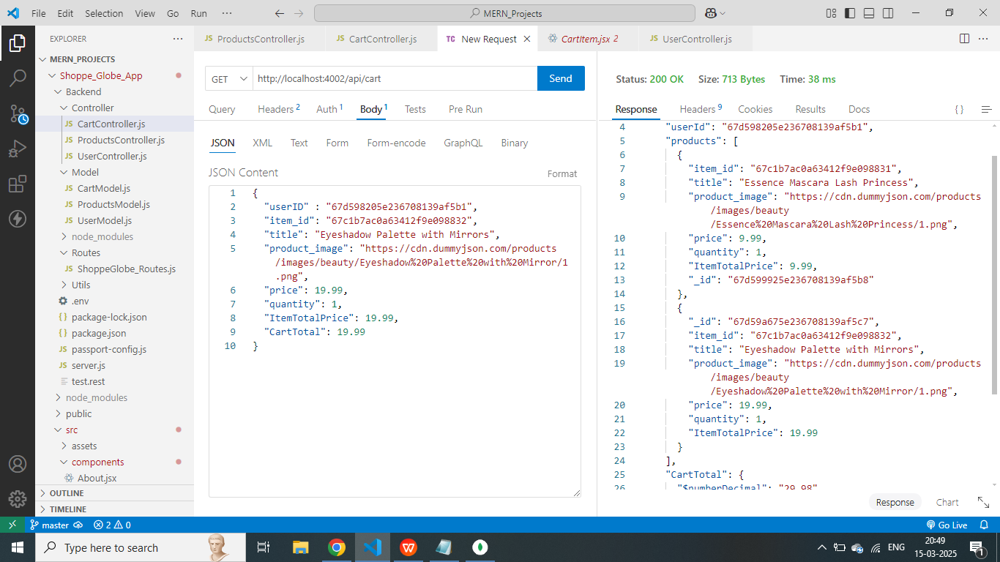 File Edit Selection View Go Run ··· MERN_Projects
EXPLORER ···
MERN_PROJECTS
Shoppe_Globe_App
Backend
Controller
JS CartController.js
JS ProductsController.js
JS UserController.js
Model
JS CartModel.js
JS ProductsModel.js
JS UserModel.js
node_modules
Routes
JS ShoppeGlobe_Routes.js
Utils
.env
{} package-lock.json
{} package.json
JS passport-config.js
JS server.js
test.rest
node_modules
public
src
assets
components
About.jsx
OUTLINE
TIMELINE
JS ProductsController.js JS CartController.js TC New Request CartItem.jsx 2 JS UserController.js ···
GET http://localhost:4002/api/cart Send
Query Headers 2 Auth 1 Body 1 Tests Pre Run
JSON XML Text Form Form-encode GraphQL Binary
JSON Content Format
1 {
2 "userID" : "67d598205e236708139af5b1",
3 "item_id": "67c1b7ac0a63412f9e098832",
4 "title": "Eyeshadow Palette with Mirrors",
5 "product_image": "https://cdn.dummyjson.com/products
/images/beauty/Eyeshadow%20Palette%20with%20Mirror/1
.png",
6 "price": 19.99,
7 "quantity": 1,
8 "ItemTotalPrice": 19.99,
9 "CartTotal": 19.99
10 }
Status: 200 OK Size: 713 Bytes Time: 38 ms
Response Headers 9 Cookies Results Docs { }
4 "userId": "67d598205e236708139af5b1",
5 "products": [
6 {
7 "item_id": "67c1b7ac0a63412f9e098831",
8 "title": "Essence Mascara Lash Princess",
9 "product_image": "https://cdn.dummyjson.com/products
/images/beauty
/Essence%20Mascara%20Lash%20Princess/1.png",
10 "price": 9.99,
11 "quantity": 1,
12 "ItemTotalPrice": 9.99,
13 "_id": "67d599925e236708139af5b8"
14 },
15 {
16 "_id": "67d59a675e236708139af5c7",
17 "item_id": "67c1b7ac0a63412f9e098832",
18 "title": "Eyeshadow Palette with Mirrors",
19 "product_image": "https://cdn.dummyjson.com/products
/images/beauty
/Eyeshadow%20Palette%20with%20Mirror/1.png",
20 "price": 19.99,
21 "quantity": 1,
22 "ItemTotalPrice": 19.99
23 }
24 ],
25 "CartTotal": {
26 "$numberDecimal": "29.98"
Response Chart
master 2 0 Go Live
Type here to search W ENG 20:49
15-03-2025
1